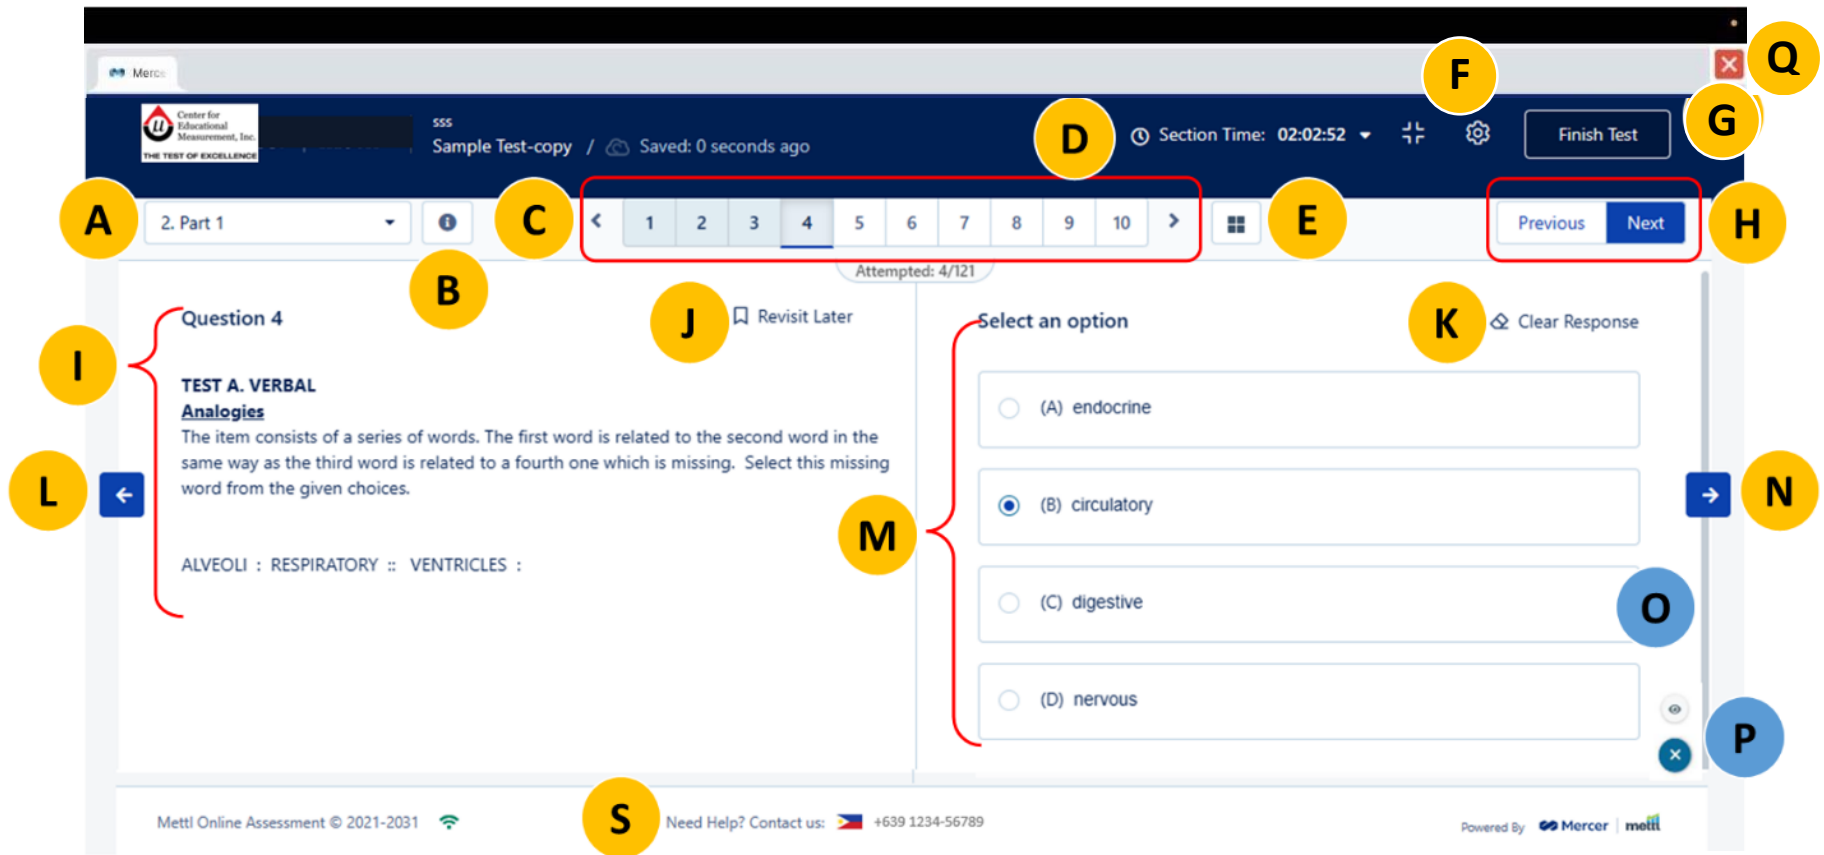 Q
Merce
F
G
Center for
Educational
Measurement, Inc.
THE TEST OF EXCELLENCE
sss
Sample Test-copy / Saved: 0 seconds ago
D
Section Time: 02:02:52
Finish Test
A
2. Part 1
C
1 2 3 4 5 6 7 8 9 10
E
Previous Next
H
B
Attempted: 4/121
I
Question 4
J
Revisit Later
Select an option
K
Clear Response
TEST A. VERBAL
Analogies
The item consists of a series of words. The first word is related to the second word in the
same way as the third word is related to a fourth one which is missing. Select this missing
word from the given choices.
ALVEOLI : RESPIRATORY :: VENTRICLES :
L
M
(A) endocrine
(B) circulatory
(C) digestive
(D) nervous
N
O
P
Mettl Online Assessment © 2021-2031
S
Need Help? Contact us: +639 1234-56789
Powered By Mercer | mettl